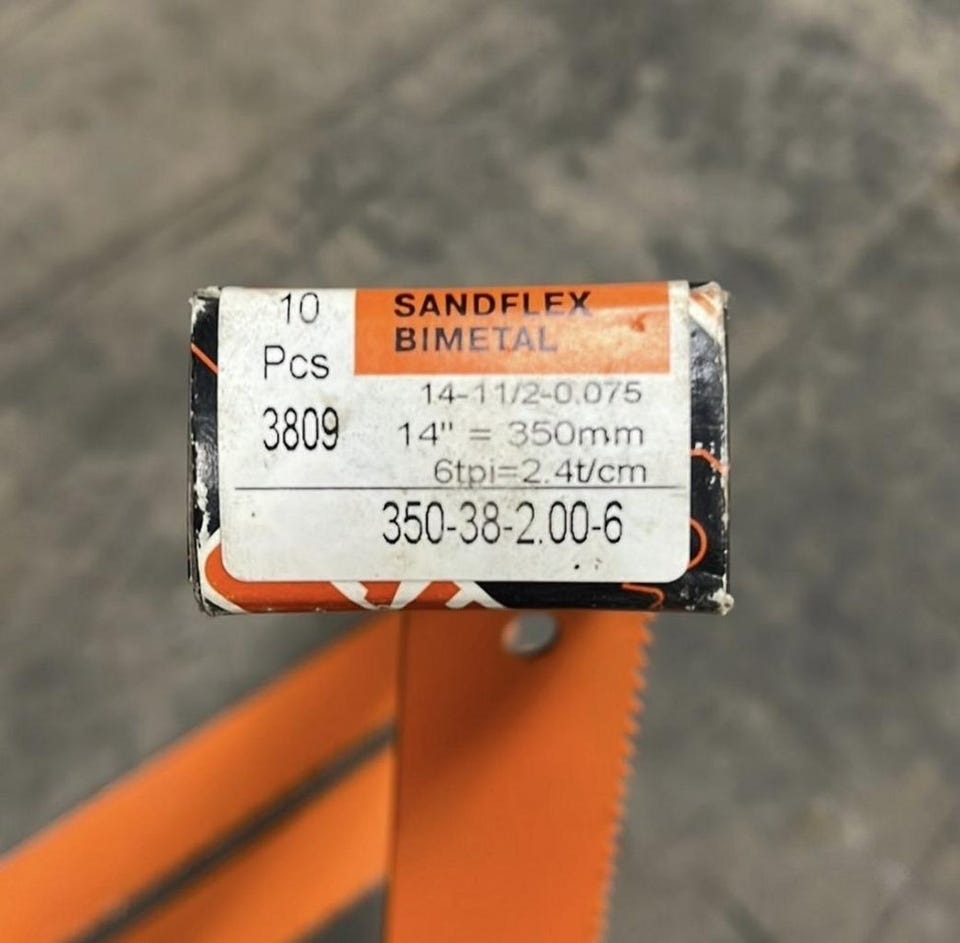 10
Pcs
3809
SANDFLEX
BIMETAL
14-11/2-0.075
14" = 350mm
6tpi=2.4t/cm
350-38-2.00-6